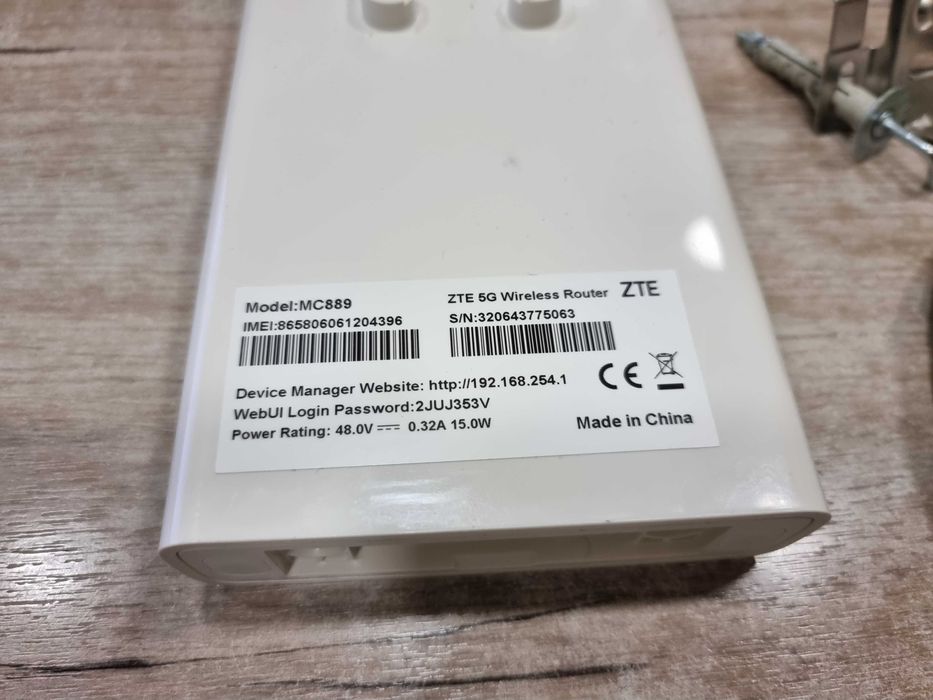 Model:MC889
ZTE 5G Wireless Router ZTE
IMEI:865806061204396
S/N:320643775063
Device Manager Website: http://192.168.254.1
WebUI Login Password:2JUJ353V
Power Rating: 48.0V ⎓ 0.32A 15.0W
CE
Made in China